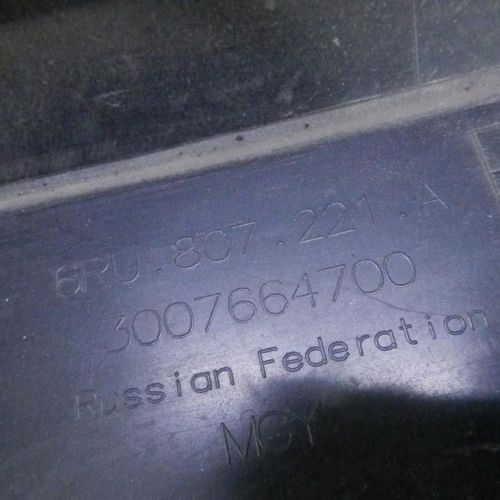 6RU.807.221.A
3007664700
Russian Federation
MCY